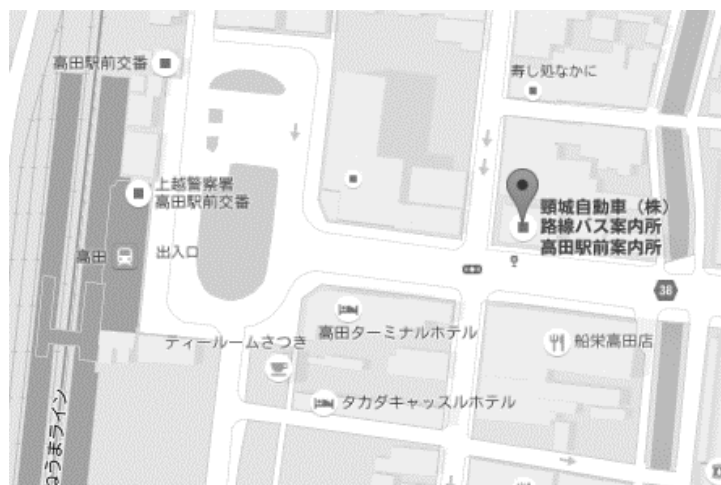 高田駅前交番
寿し処なかに
上越警察署
高田駅前交番
頸城自動車（株）
路線バス案内所
高田駅前案内所
高田
出入口
38
高田ターミナルホテル
ティールームさつき
船栄高田店
タカダキャッスルホテル
うまライン